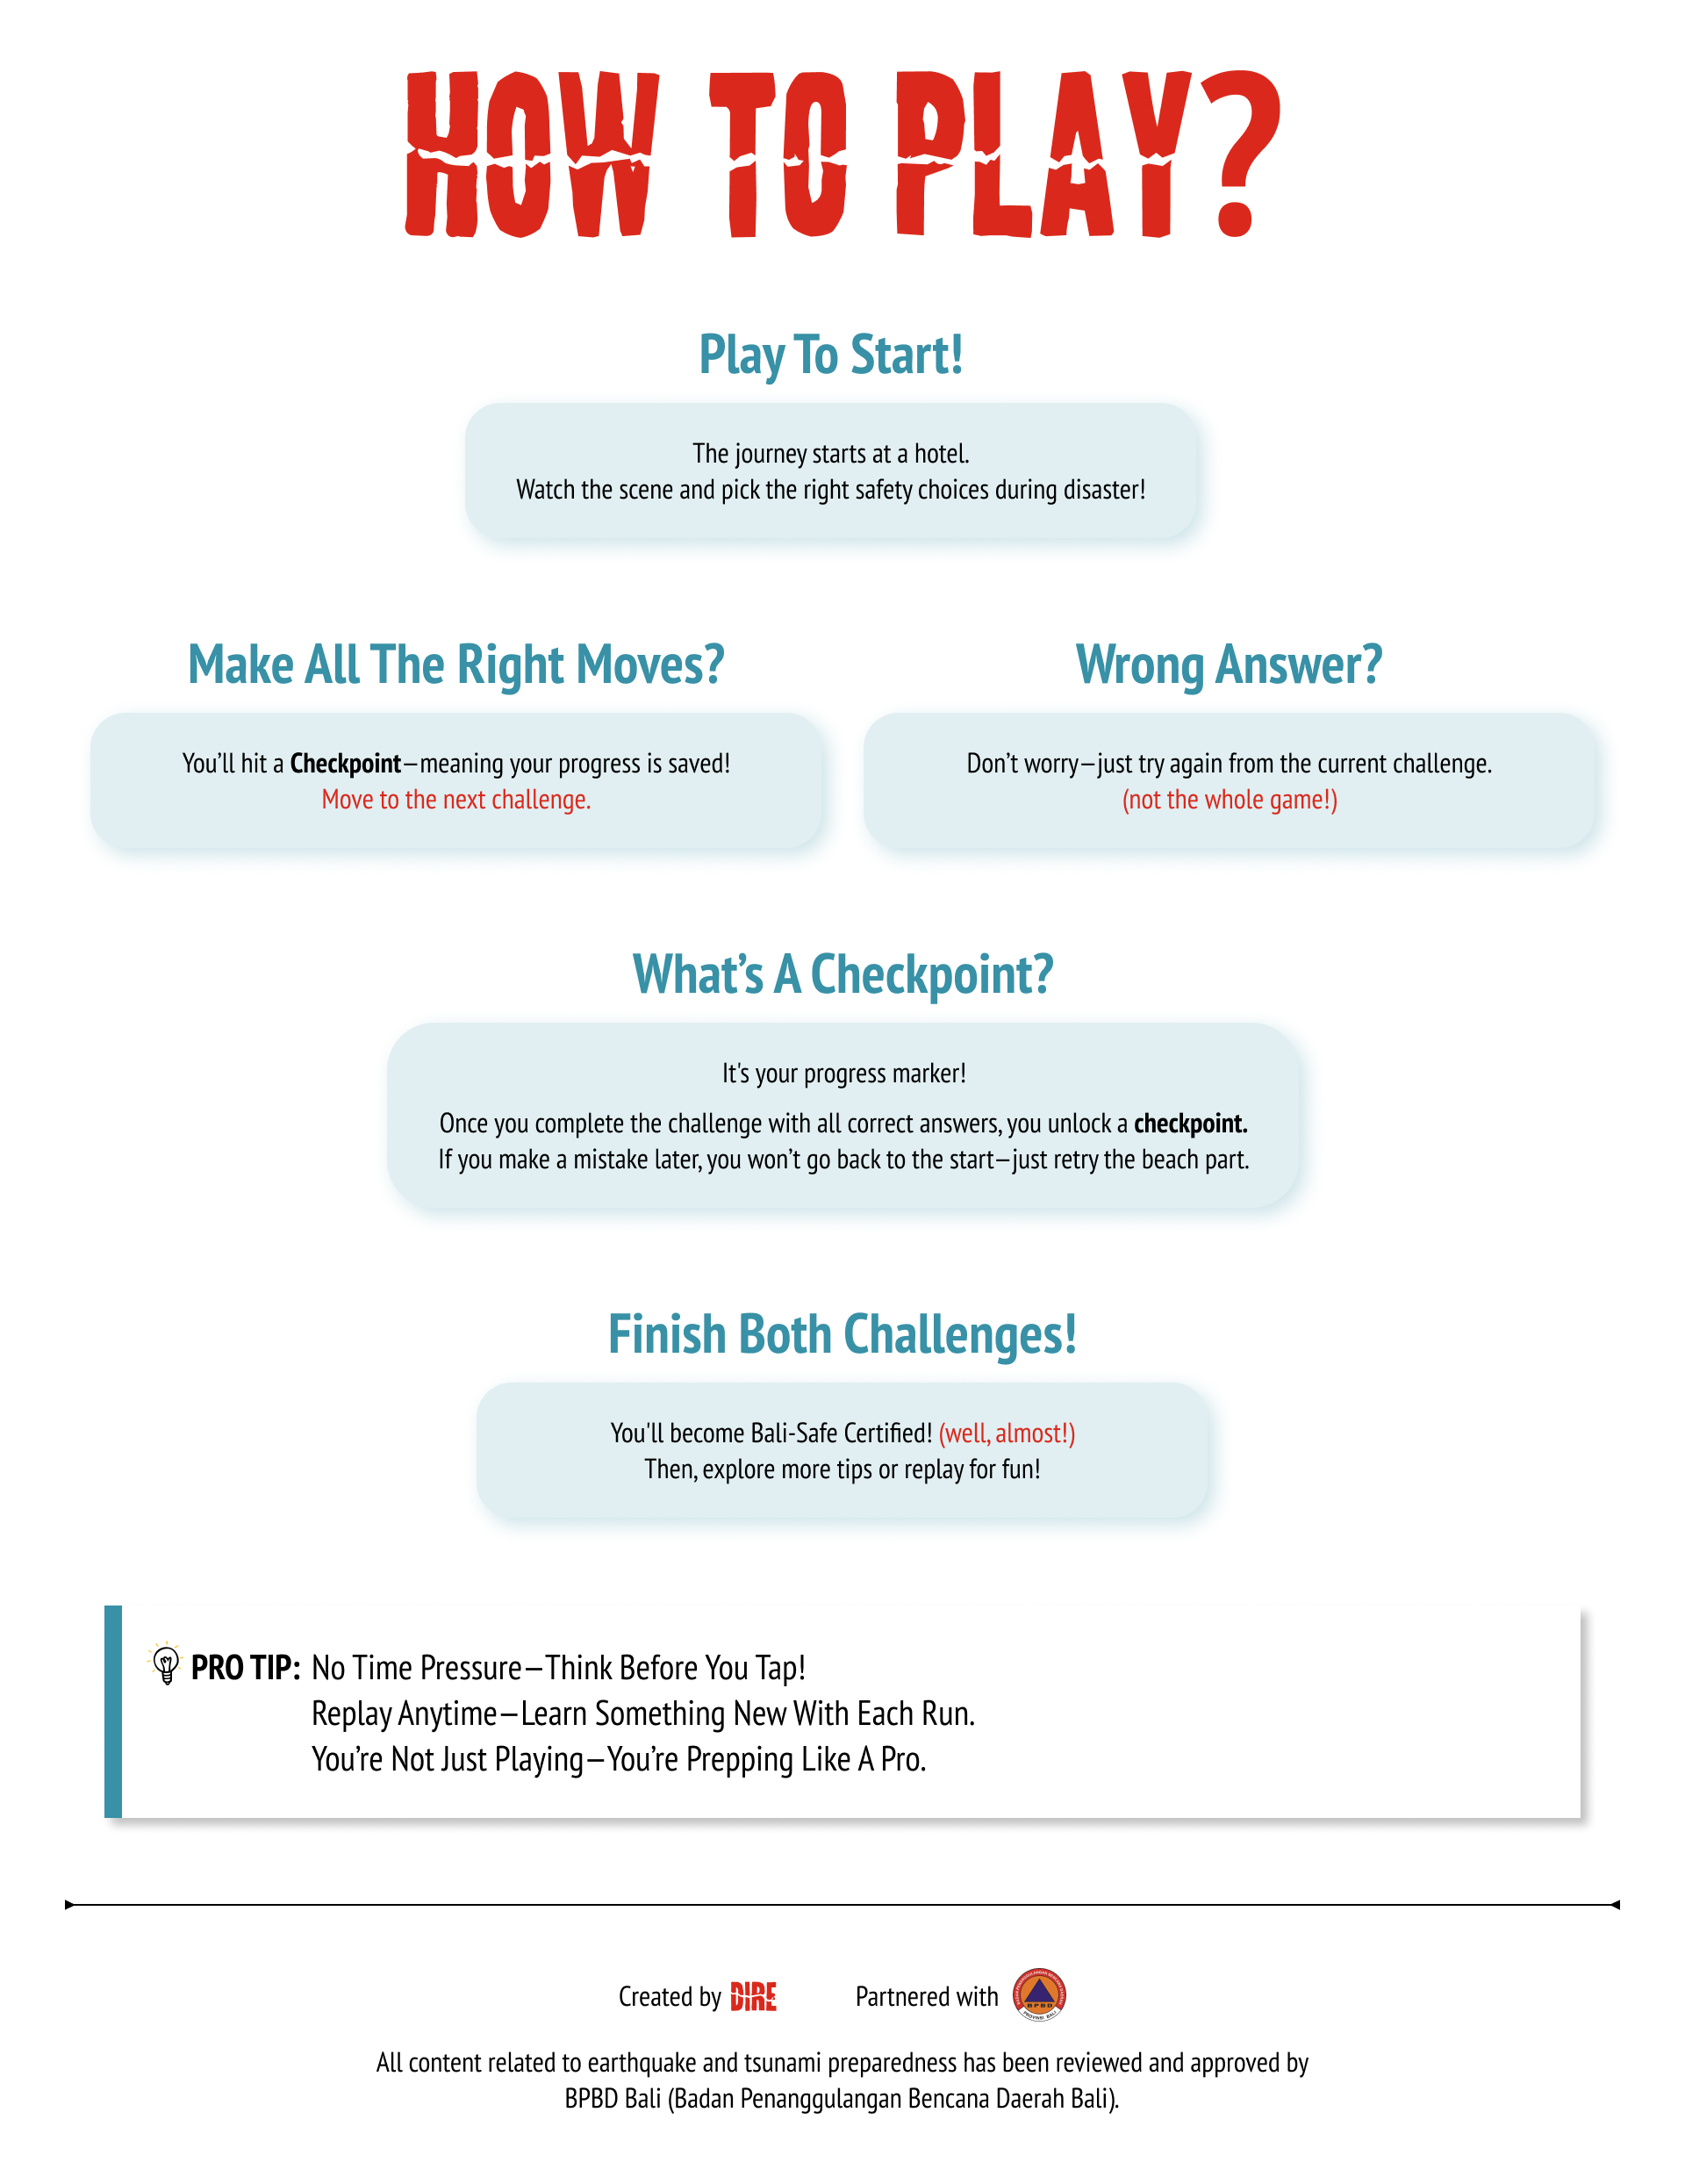 HOW TO PLAY?
Play To Start!
The journey starts at a hotel.
Watch the scene and pick the right safety choices during disaster!
Make All The Right Moves?
You’ll hit a Checkpoint—meaning your progress is saved!
Move to the next challenge.
Wrong Answer?
Don’t worry—just try again from the current challenge.
(not the whole game!)
What’s A Checkpoint?
It's your progress marker!
Once you complete the challenge with all correct answers, you unlock a checkpoint.
If you make a mistake later, you won’t go back to the start—just retry the beach part.
Finish Both Challenges!
You'll become Bali-Safe Certified! (well, almost!)
Then, explore more tips or replay for fun!
PRO TIP: No Time Pressure—Think Before You Tap!
Replay Anytime—Learn Something New With Each Run.
You’re Not Just Playing—You’re Prepping Like A Pro.
Created by DIRE
Partnered with
BPBD
PROVINSI BALI
All content related to earthquake and tsunami preparedness has been reviewed and approved by
BPBD Bali (Badan Penanggulangan Bencana Daerah Bali).